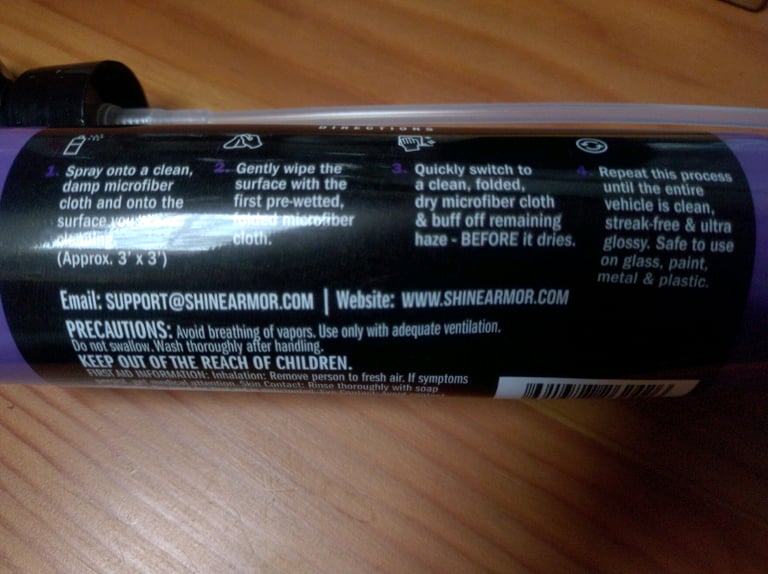 DIRECTIONS
1. Spray onto a clean,
damp microfiber
cloth and onto the
surface you
cleaning
(Approx. 3' x 3')
2. Gently wipe the
surface with the
first pre-wetted,
folded microfiber
cloth.
3. Quickly switch to
a clean, folded,
dry microfiber cloth
& buff off remaining
haze - BEFORE it dries.
4. Repeat this process
until the entire
vehicle is clean,
streak-free & ultra
glossy. Safe to use
on glass, paint,
metal & plastic.
Email: SUPPORT@SHINEARMOR.COM | Website: WWW.SHINEARMOR.COM
PRECAUTIONS: Avoid breathing of vapors. Use only with adequate ventilation.
Do not swallow. Wash thoroughly after handling.
KEEP OUT OF THE REACH OF CHILDREN.
FIRST AID INFORMATION: Inhalation: Remove person to fresh air. If symptoms
medical attention. Skin Contact: Rinse thoroughly with soap